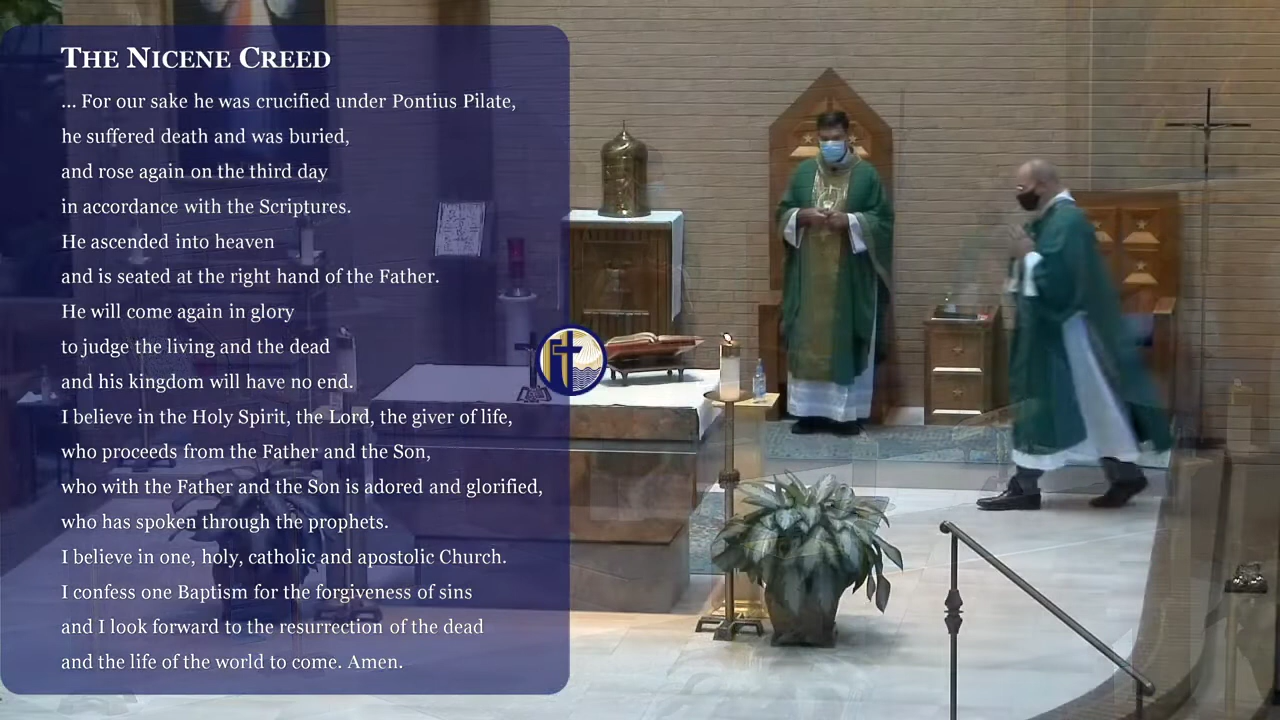 THE NICENE CREED
... For our sake he was crucified under Pontius Pilate,
he suffered death and was buried,
and rose again on the third day
in accordance with the Scriptures.
He ascended into heaven
and is seated at the right hand of the Father.
He will come again in glory
to judge the living and the dead
and his kingdom will have no end.
I believe in the Holy Spirit, the Lord, the giver of life,
who proceeds from the Father and the Son,
who with the Father and the Son is adored and glorified,
who has spoken through the prophets.
I believe in one, holy, catholic and apostolic Church.
I confess one Baptism for the forgiveness of sins
and I look forward to the resurrection of the dead
and the life of the world to come. Amen.